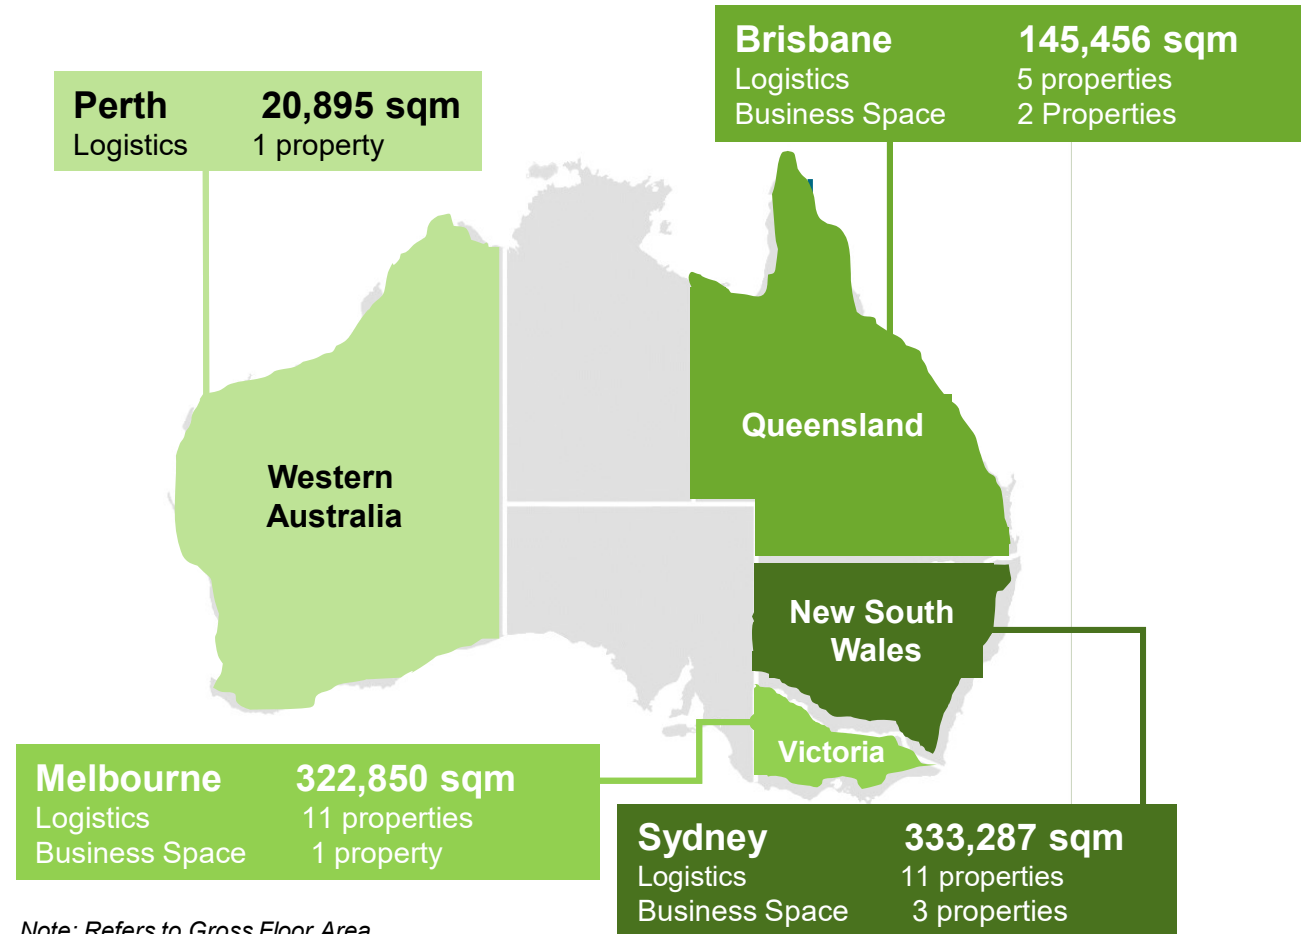 Brisbane 145,456 sqm
Logistics 5 properties
Business Space 2 Properties
Perth 20,895 sqm
Logistics 1 property
Queensland
Western
Australia
New South
Wales
Victoria
Melbourne 322,850 sqm
Logistics 11 properties
Business Space 1 property
Sydney 333,287 sqm
Logistics 11 properties
Business Space 3 properties
Note: Refers to Gross Floor Area